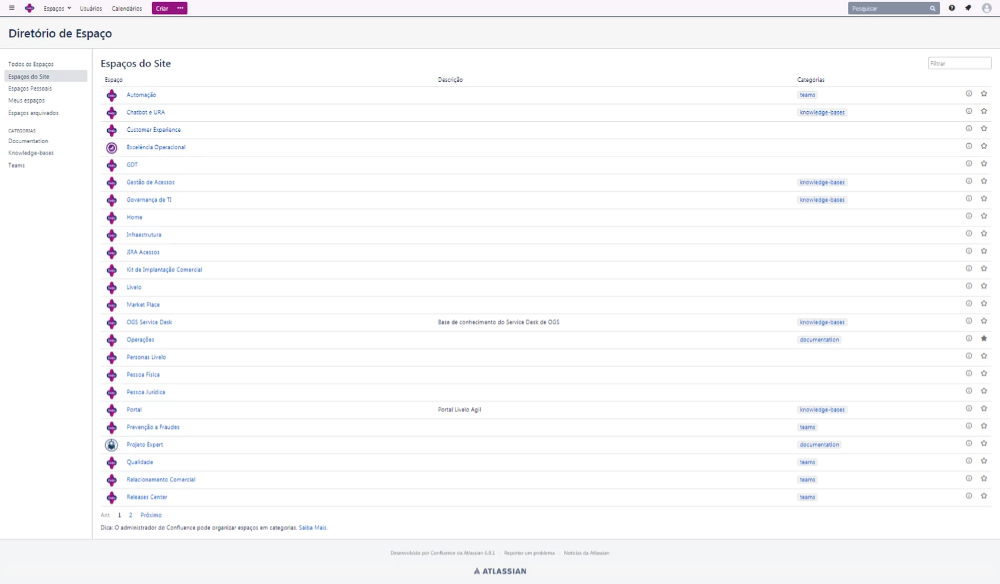 Espaços Usuários Calendários Criar ··· Pesquisar
Diretório de Espaço
Todos os Espaços
Espaços do Site
Espaços Pessoais
Meus espaços
Espaços arquivados
CATEGORIAS
Documentation
Knowledge-bases
Teams
Espaços do Site Filtrar
Espaço Descrição Categorias
Automação teams
Chatbot e URA knowledge-bases
Customer Experience
Excelência Operacional
GDT
Gestão de Acessos knowledge-bases
Governança de TI knowledge-bases
Home
Infraestrutura
JIRA Acessos
Kit de Implantação Comercial
Livelo
Market Place
OGS Service Desk Base de conhecimento do Service Desk de OGS knowledge-bases
Operações documentation
Personas Livelo
Pessoa Física
Pessoa Jurídica
Portal Portal Livelo Agil knowledge-bases
Prevenção a Fraudes teams
Projeto Expert documentation
Qualidade teams
Relacionamento Comercial teams
Releases Center teams
Ant 1 2 Próximo
Dica: O administrador do Confluence pode organizar espaços em categorias. Saiba Mais.
Desenvolvido por Confluence da Atlassian 6.8.1 · Reportar um problema · Notícias da Atlassian
ATLASSIAN